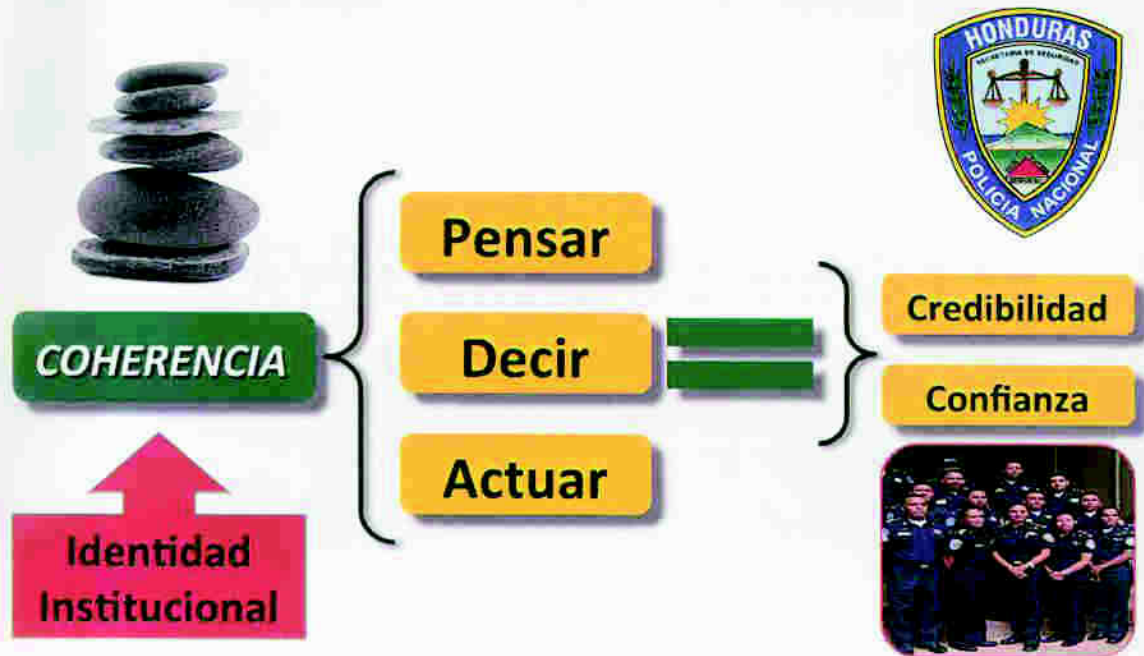 HONDURAS
SECRETARIA DE SEGURIDAD
POLICIA NACIONAL
Pensar
COHERENCIA
Decir
Actuar
Credibilidad
Confianza
Identidad
Institucional